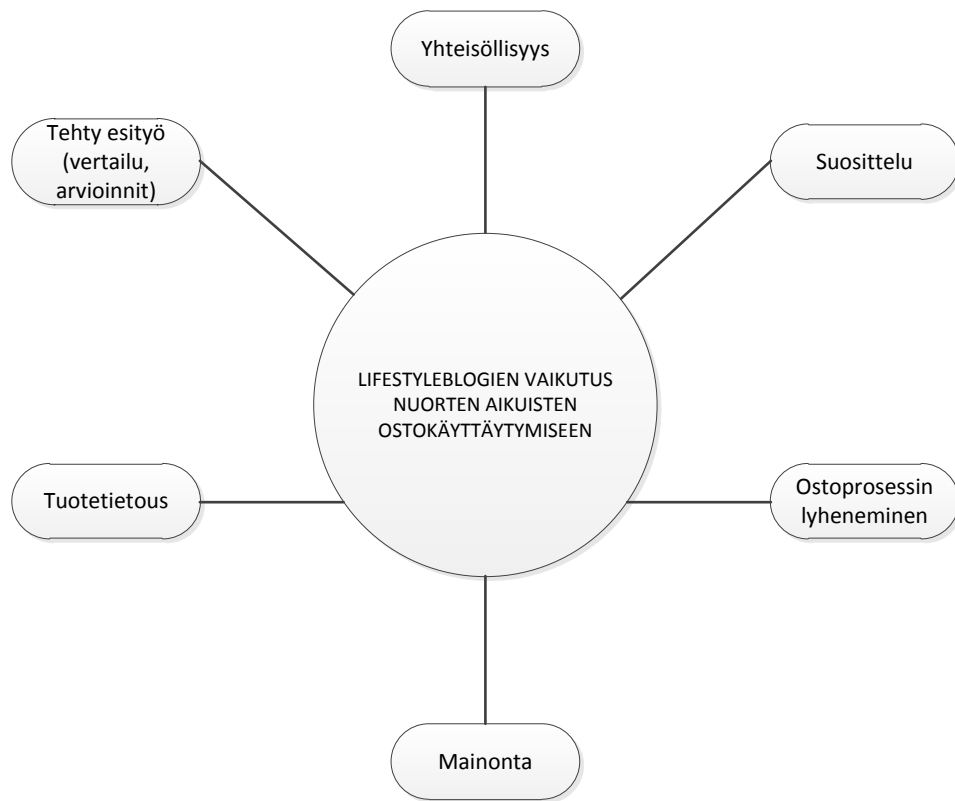 Yhteisöllisyys
Tehty esityö
(vertailu,
arvioinnit)
Suosittelu
LIFESTYLEBLOGIEN VAIKUTUS
NUORTEN AIKUISTEN
OSTOKÄYTTÄYTYMISEEN
Tuotetietous
Ostoprosessin
lyheneminen
Mainonta